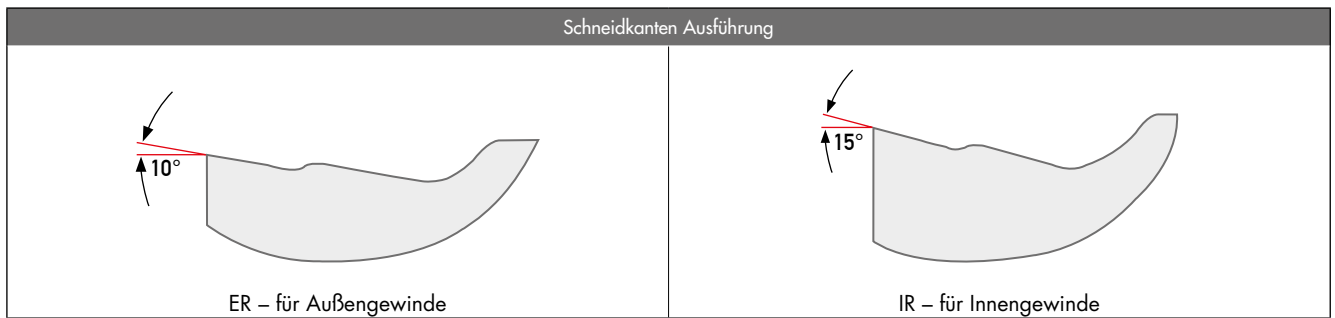 Schneidkanten Ausführung
10°
15°
ER – für Außengewinde
IR – für Innengewinde